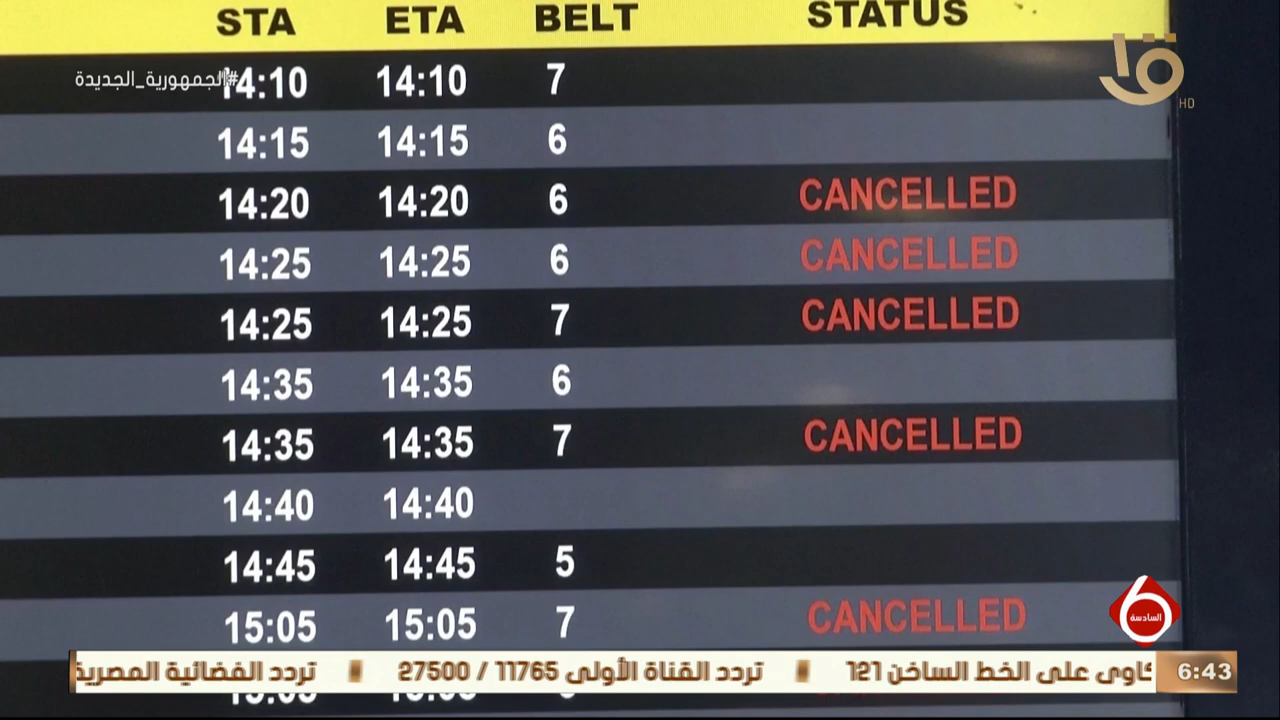 STA ETA BELT STATUS
#الجمهورية_الجديدة
HD
14:10 14:10 7
14:15 14:15 6
14:20 14:20 6 CANCELLED
14:25 14:25 6 CANCELLED
14:25 14:25 7 CANCELLED
14:35 14:35 6
14:35 14:35 7 CANCELLED
14:40 14:40
14:45 14:45 5
15:05 15:05 7 CANCELLED
السادسة
كاوى على الخط الساخن 121 تردد القناة الأولى 11765 / 27500 تردد الفضائية المصرية
6:43